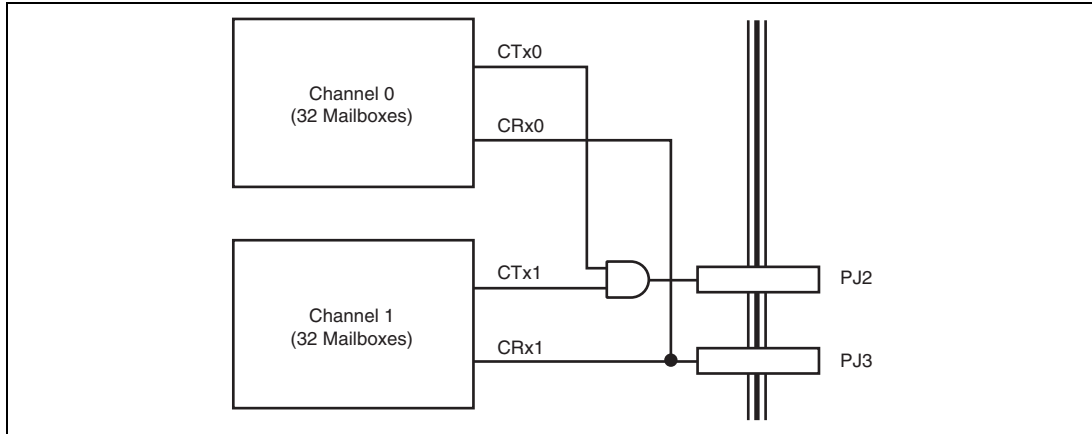 CTx0
Channel 0
(32 Mailboxes)
CRx0
CTx1
PJ2
Channel 1
(32 Mailboxes)
CRx1
PJ3